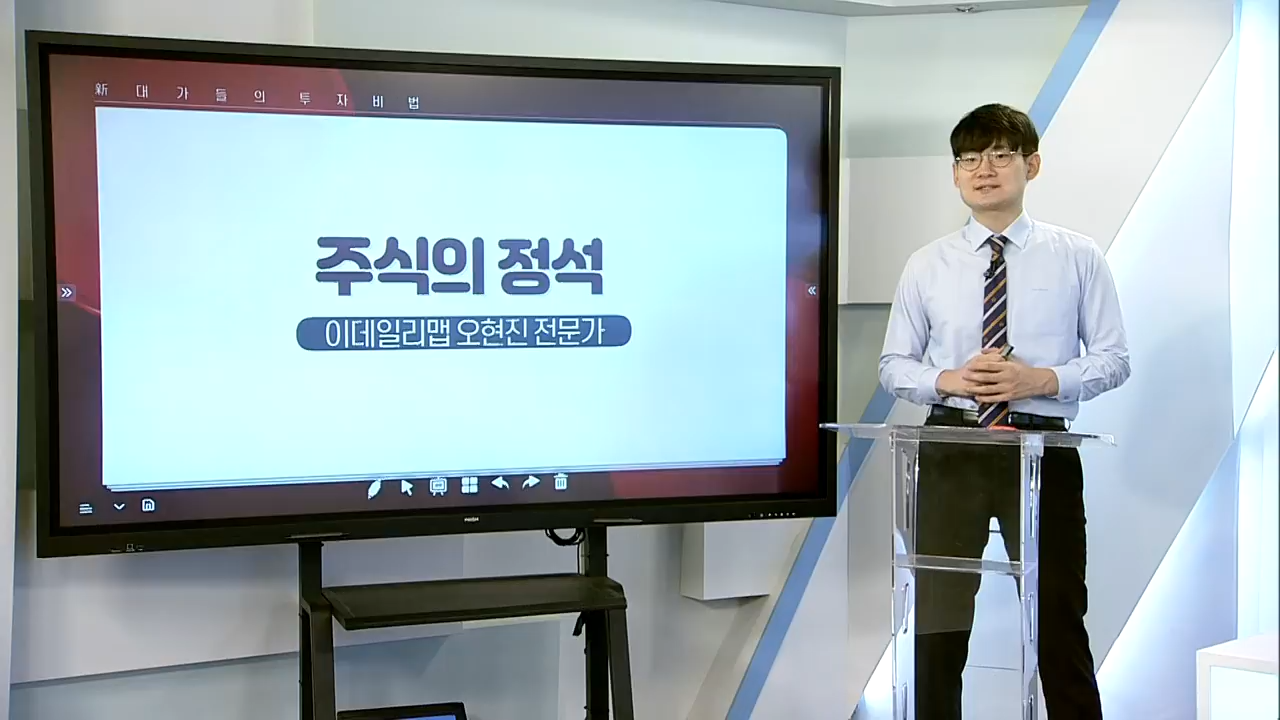 新 대 가 들 의 투 자 비 법
주식의 정석
이데일리맵 오현진 전문가
PRISM